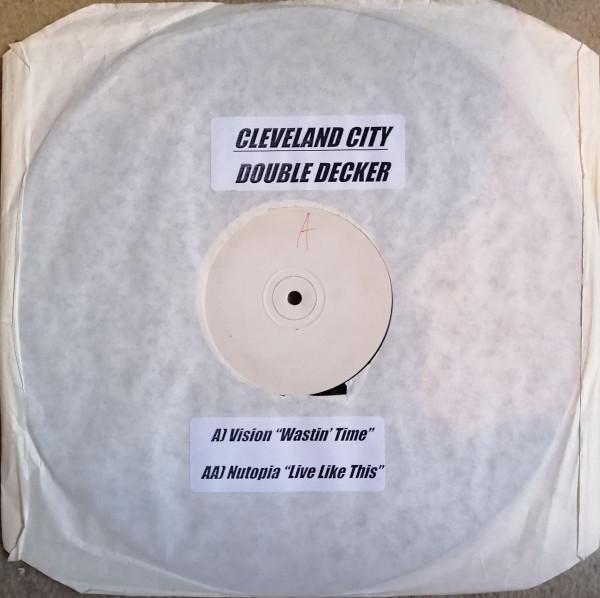 CLEVELAND CITY
DOUBLE DECKER
A
A) Vision “Wastin’ Time”
AA) Nutopia “Live Like This”